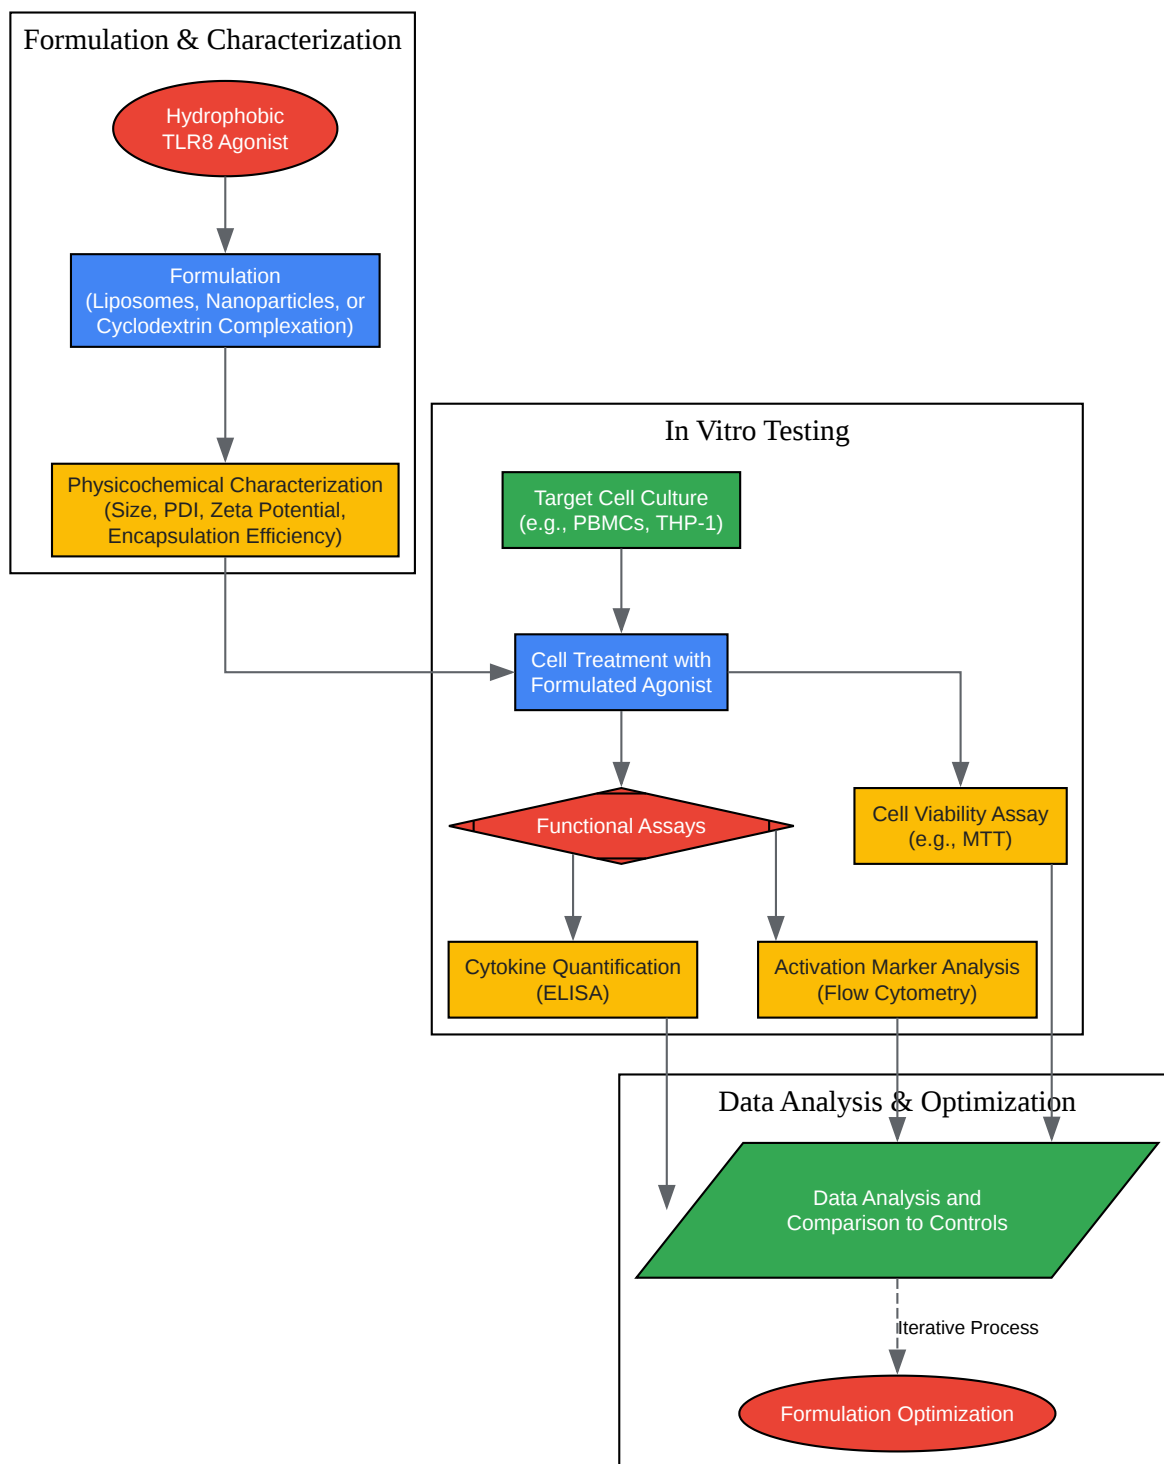 Formulation & Characterization
Hydrophobic
TLR8 Agonist
Formulation
(Liposomes, Nanoparticles, or
Cyclodextrin Complexation)
Physicochemical Characterization
(Size, PDI, Zeta Potential,
Encapsulation Efficiency)
In Vitro Testing
Target Cell Culture
(e.g., PBMCs, THP-1)
Cell Treatment with
Formulated Agonist
Functional Assays
Cell Viability Assay
(e.g., MTT)
Cytokine Quantification
(ELISA)
Activation Marker Analysis
(Flow Cytometry)
Data Analysis & Optimization
Data Analysis and
Comparison to Controls
Iterative Process
Formulation Optimization